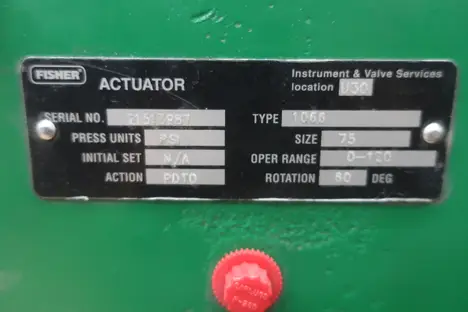 FISHER
ACTUATOR
Instrument & Valve Services
location U30
SERIAL NO.
TYPE 1066
PRESS UNITS PSI
SIZE 75
INITIAL SET N/A
OPER RANGE 0-120
ACTION PDTO
ROTATION DEG